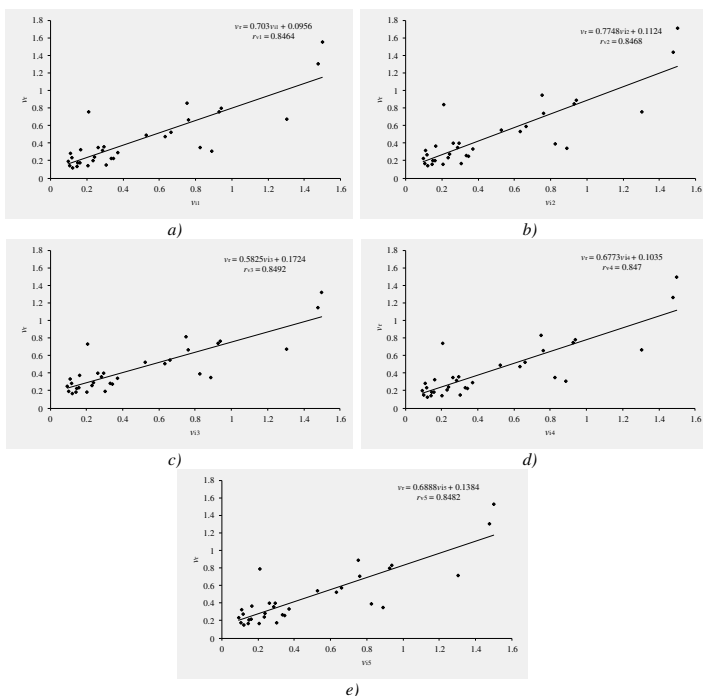 vr = 0.703vi1 + 0.0956
rv1 = 0.8464
1.8
1.6
1.4
1.2
1
0.8
0.6
0.4
0.2
0
vr
0 0.2 0.4 0.6 0.8 1 1.2 1.4 1.6
vi1
a)
vr = 0.7748vi2 + 0.1124
rv2 = 0.8468
1.8
1.6
1.4
1.2
1
0.8
0.6
0.4
0.2
0
vr
0 0.2 0.4 0.6 0.8 1 1.2 1.4 1.6
vi2
b)
vr = 0.5825vi3 + 0.1724
rv3 = 0.8492
1.8
1.6
1.4
1.2
1
0.8
0.6
0.4
0.2
0
vr
0 0.2 0.4 0.6 0.8 1 1.2 1.4 1.6
vi3
c)
vr = 0.6773vi4 + 0.1035
rv4 = 0.847
1.8
1.6
1.4
1.2
1
0.8
0.6
0.4
0.2
0
vr
0 0.2 0.4 0.6 0.8 1 1.2 1.4 1.6
vi4
d)
vr = 0.6888vi5 + 0.1384
rv5 = 0.8482
1.8
1.6
1.4
1.2
1
0.8
0.6
0.4
0.2
0
vr
0 0.2 0.4 0.6 0.8 1 1.2 1.4 1.6
vi5
e)